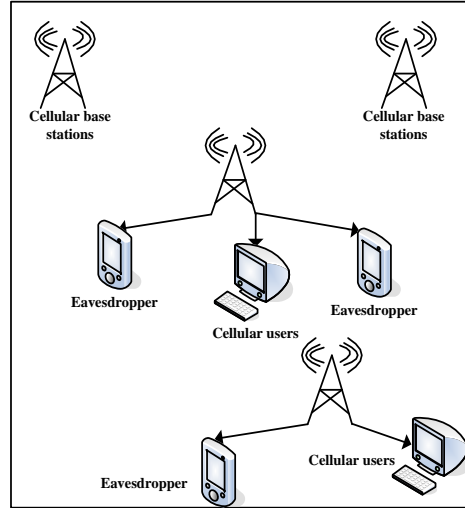 Cellular base
stations
Cellular base
stations
Eavesdropper
Cellular users
Eavesdropper
Cellular users
Eavesdropper